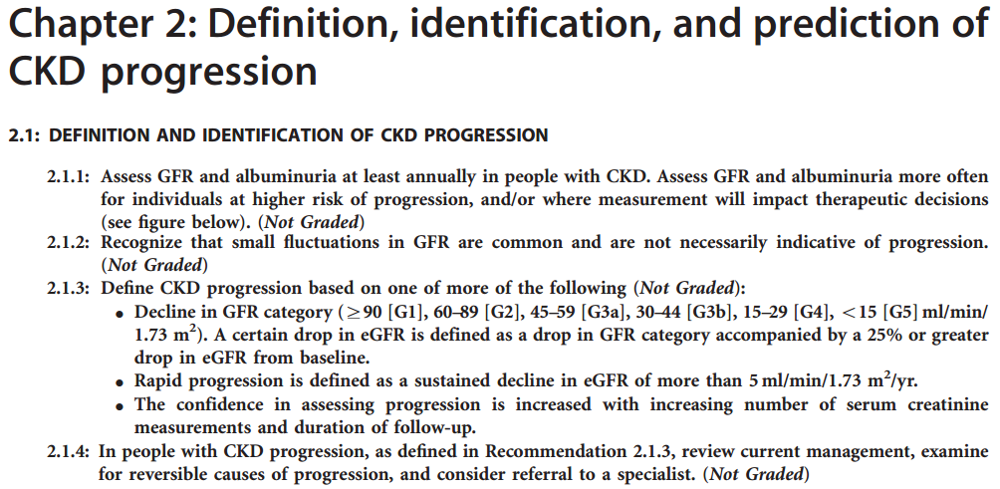 Chapter 2: Definition, identification, and prediction of
CKD progression
2.1: DEFINITION AND IDENTIFICATION OF CKD PROGRESSION
2.1.1: Assess GFR and albuminuria at least annually in people with CKD. Assess GFR and albuminuria more often
for individuals at higher risk of progression, and/or where measurement will impact therapeutic decisions
(see figure below). (Not Graded)
2.1.2: Recognize that small fluctuations in GFR are common and are not necessarily indicative of progression.
(Not Graded)
2.1.3: Define CKD progression based on one of more of the following (Not Graded):
• Decline in GFR category (≥90 [G1], 60–89 [G2], 45–59 [G3a], 30–44 [G3b], 15–29 [G4], <15 [G5] ml/min/
1.73 m²). A certain drop in eGFR is defined as a drop in GFR category accompanied by a 25% or greater
drop in eGFR from baseline.
• Rapid progression is defined as a sustained decline in eGFR of more than 5 ml/min/1.73 m²/yr.
• The confidence in assessing progression is increased with increasing number of serum creatinine
measurements and duration of follow-up.
2.1.4: In people with CKD progression, as defined in Recommendation 2.1.3, review current management, examine
for reversible causes of progression, and consider referral to a specialist. (Not Graded)